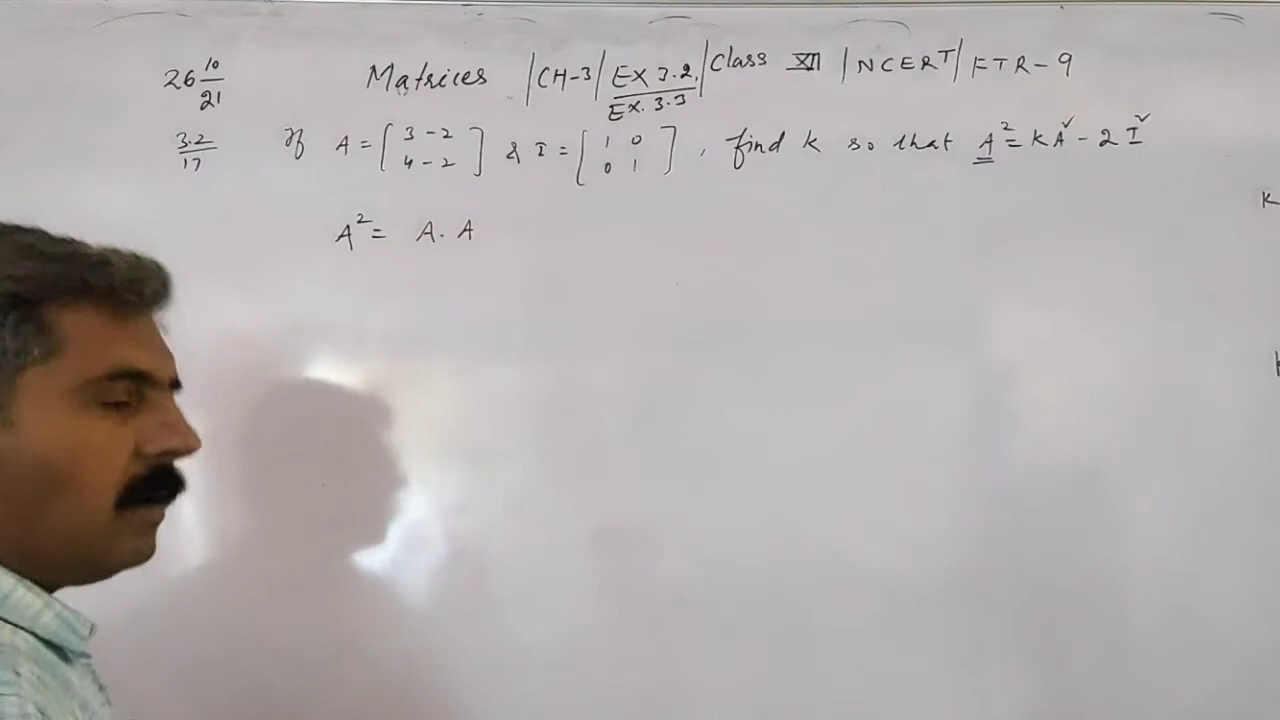 26 10/21 Matrices |CH-3| EX 3.2, |Class XII |NCERT| FTR-9
EX. 3.3
3.2/17 If A = [3 -2 & I = [1 0 , find k so that A² = KA - 2I
4 -2] 0 1]
A² = A. A
K